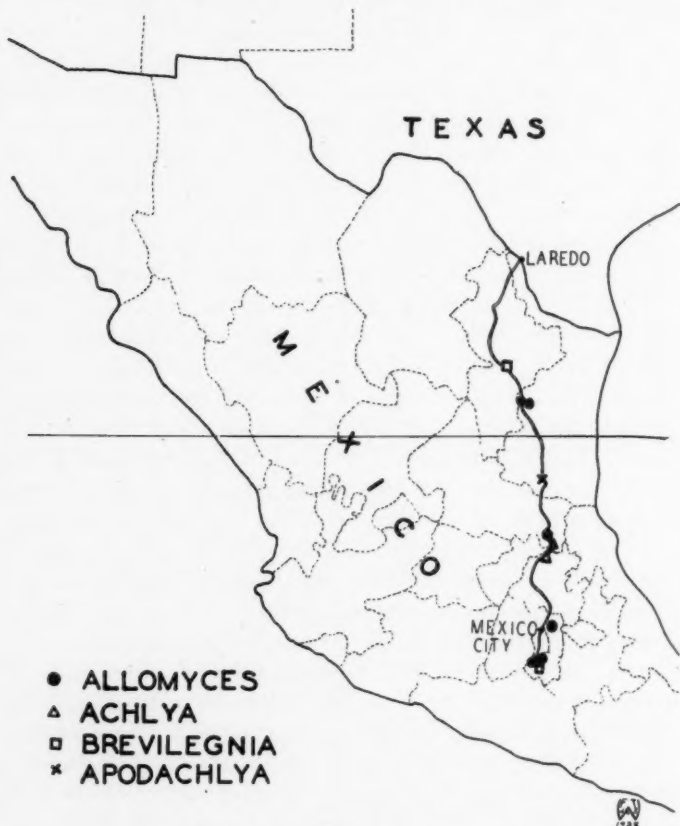 TEXAS
LAREDO
MEXICO
MEXICO
CITY
● ALLOMYCES
△ ACHLYA
□ BREVILEGNIA
× APODACHLYA